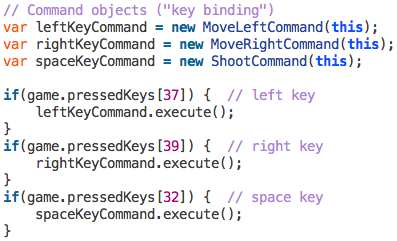 // Command objects ("key binding")
var leftKeyCommand = new MoveLeftCommand(this);
var rightKeyCommand = new MoveRightCommand(this);
var spaceKeyCommand = new ShootCommand(this);

if(game.pressedKeys[37]) {  // left key
    leftKeyCommand.execute();
}
if(game.pressedKeys[39]) {  // right key
    rightKeyCommand.execute();
}
if(game.pressedKeys[32]) {  // space key
    spaceKeyCommand.execute();
}